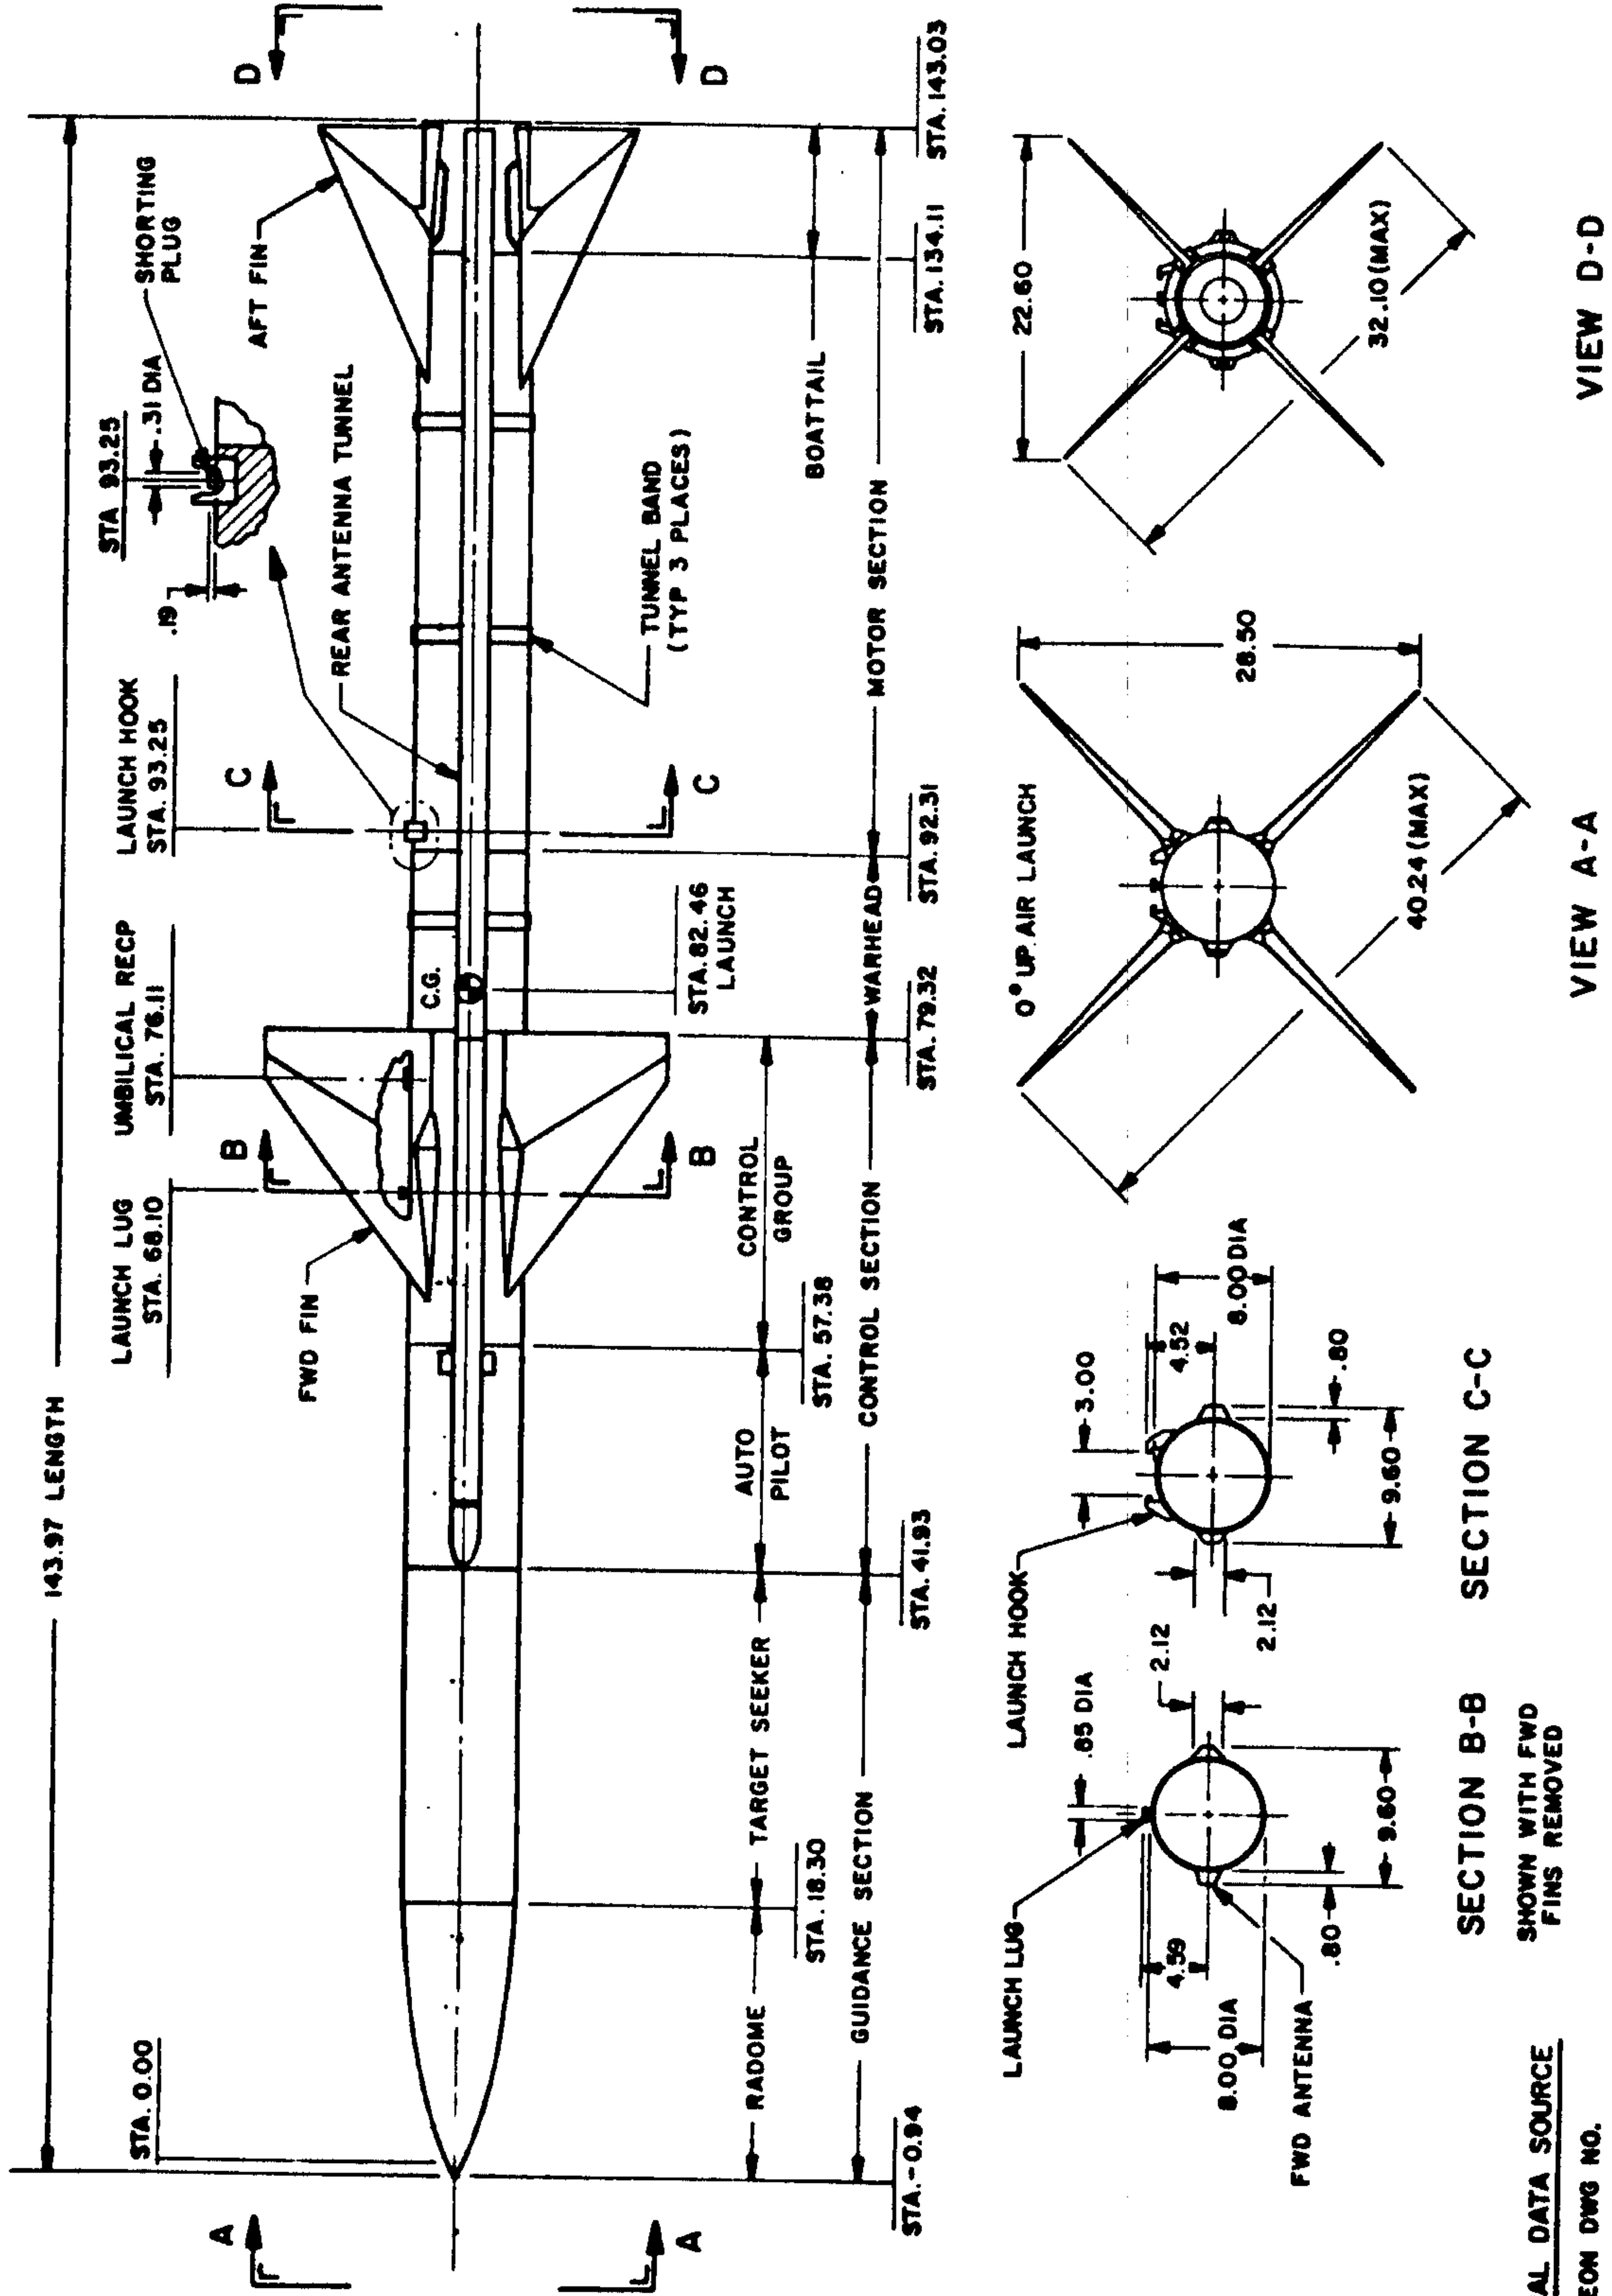 143.97 LENGTH
STA. 0.00
LAUNCH LUG
STA. 68.10
UMBILICAL RECP
STA. 76.11
LAUNCH HOOK
STA. 93.25
STA 93.25
.31 DIA
.19
SHORTING
PLUG
A
B
C
D
FWD FIN
REAR ANTENNA TUNNEL
AFT FIN
C.G.
A
B
C
D
STA. 82.46
LAUNCH
TUNNEL BAND
(TYP 3 PLACES)
RADOME
TARGET SEEKER
AUTO
PILOT
CONTROL
GROUP
BOATTAIL
STA. 18.30
STA. 57.38
GUIDANCE SECTION
CONTROL SECTION
WARHEAD
MOTOR SECTION
STA.-0.94
STA. 41.93
STA. 79.32
STA. 92.31
STA. 134.11
STA. 143.03
LAUNCH LUG
.85 DIA
4.59
8.00 DIA
2.12
FWD ANTENNA
.80
9.60
SECTION B-B
SHOWN WITH FWD
FINS REMOVED
LAUNCH HOOK
3.00
4.52
8.00 DIA
2.12
.80
9.60
SECTION C-C
0° UP AIR LAUNCH
28.50
40.24 (MAX)
VIEW A-A
22.60
32.10 (MAX)
VIEW D-D
AL DATA SOURCE
EON DWG NO.